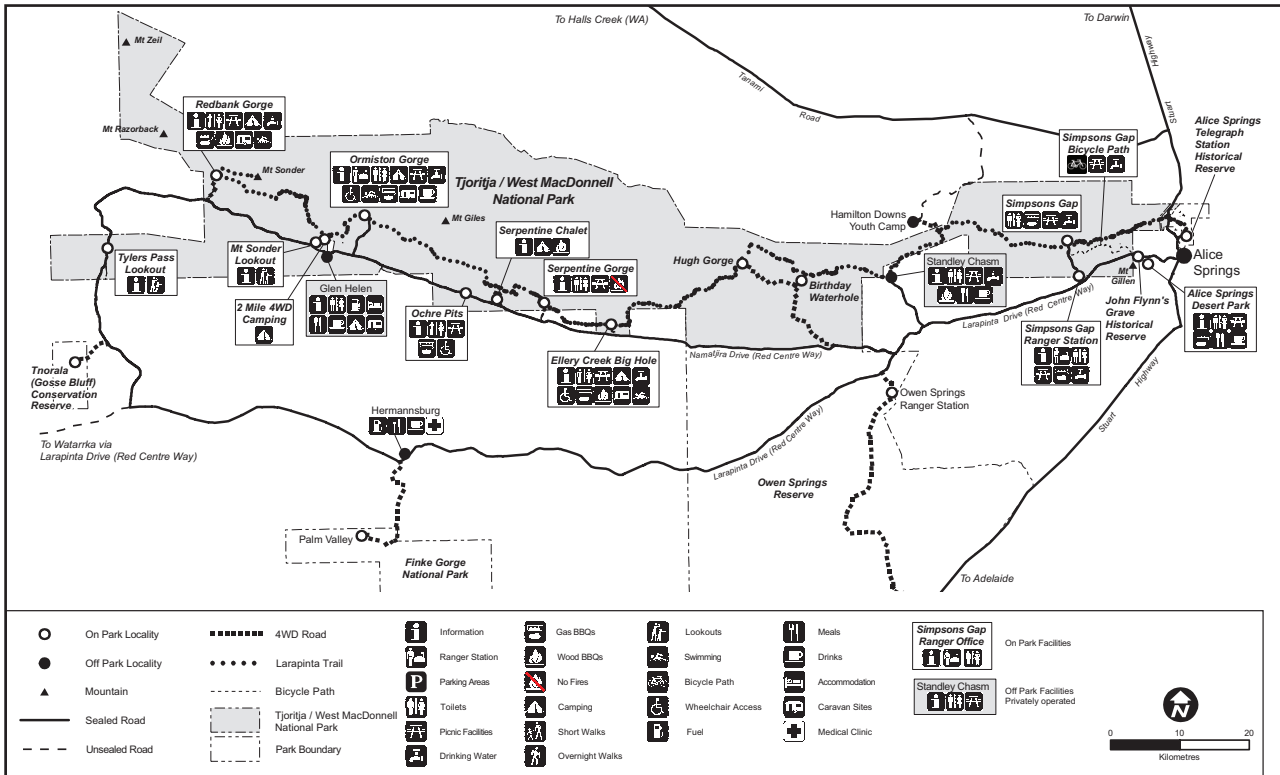 To Halls Creek (WA)
To Darwin
Mt Zeil
Stuart
Highway
Tanami
Road
Redbank Gorge
Mt Razorback
Alice Springs
Telegraph
Station
Historical
Reserve
Simpsons Gap
Bicycle Path
Ormiston Gorge
Mt Sonder
Tjoritja / West MacDonnell
National Park
Mt Giles
Simpsons Gap
Hamilton Downs
Youth Camp
Serpentine Chalet
Tylers Pass
Lookout
Mt Sonder
Lookout
Serpentine Gorge
Hugh Gorge
Standley Chasm
Alice
Springs
Glen Helen
2 Mile 4WD
Camping
Birthday
Waterhole
Mt
Gillen
Alice Springs
Desert Park
Ochre Pits
Larapinta Drive (Red Centre Way)
John Flynn's
Grave
Historical
Reserve
Simpsons Gap
Ranger Station
Ellery Creek Big Hole
Namatjira Drive (Red Centre Way)
Tnorala
(Gosse Bluff)
Conservation
Reserve
Owen Springs
Ranger Station
Highway
Stuart
Hermannsburg
To Watarrka via
Larapinta Drive (Red Centre Way)
Larapinta Drive (Red Centre Way)
Owen Springs
Reserve
Palm Valley
Finke Gorge
National Park
To Adelaide
On Park Locality
Off Park Locality
Mountain
Sealed Road
Unsealed Road
4WD Road
Larapinta Trail
Bicycle Path
Tjoritja / West MacDonnell
National Park
Park Boundary
Information
Ranger Station
P Parking Areas
Toilets
Picnic Facilities
Drinking Water
Gas BBQs
Wood BBQs
No Fires
Camping
Short Walks
Overnight Walks
Lookouts
Swimming
Bicycle Path
Wheelchair Access
Fuel
Meals
Drinks
Accommodation
Caravan Sites
Medical Clinic
Simpsons Gap
Ranger Office
On Park Facilities
Standley Chasm
Off Park Facilities
Privately operated
N
0 10 20
Kilometres